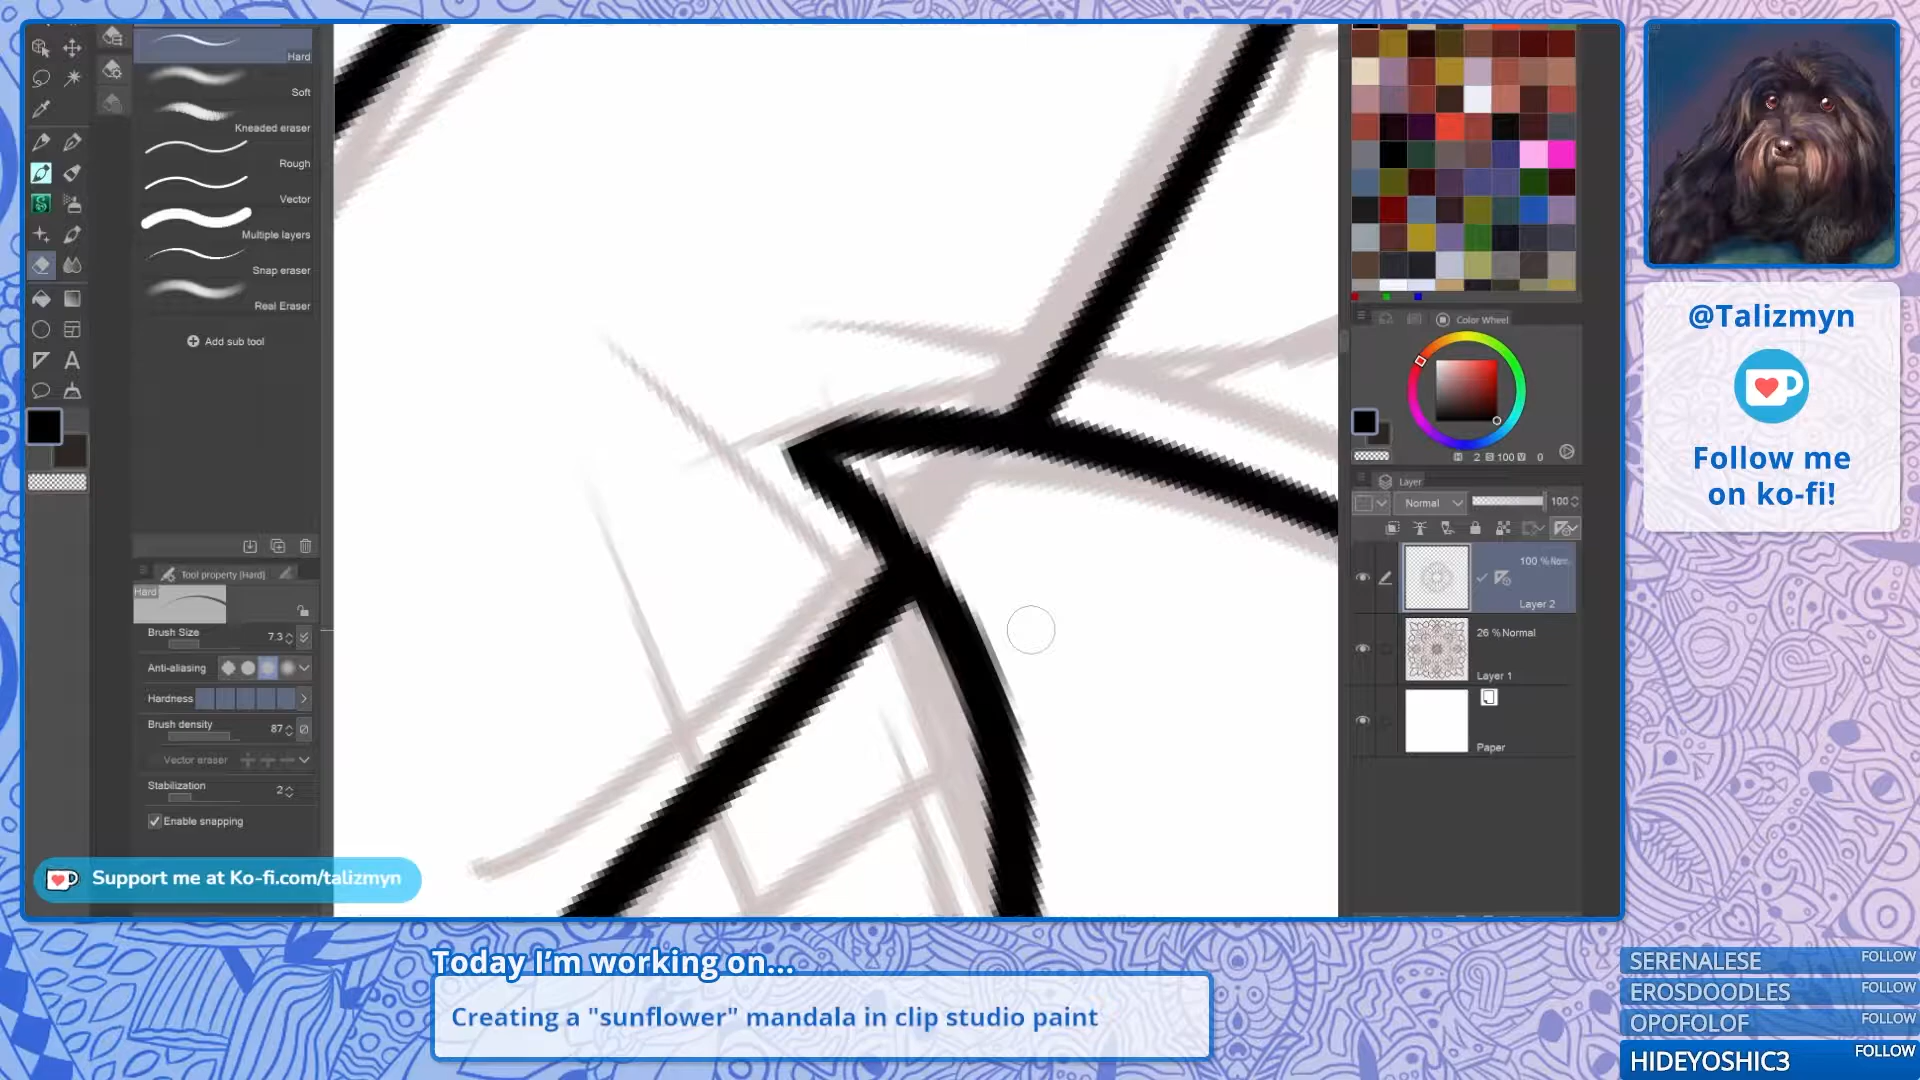 Hard
Soft
Kneaded eraser
Rough
Vector
Multiple layers
Snap eraser
Real Eraser
Add sub tool
Tool property [Hard]
Hard
Brush Size 7.3
Anti-aliasing
Hardness
Brush density 87
Vector eraser
Stabilization 2
Enable snapping
Support me at Ko-fi.com/talizmyn
Color Wheel
H 2 S 100 V 0
Layer
Normal 100
100 % Norm
Layer 2
26 % Normal
Layer 1
Paper
@Talizmyn
Follow me
on ko-fi!
Today I'm working on...
Creating a "sunflower" mandala in clip studio paint
SERENALESE FOLLOW
EROSDOODLES FOLLOW
OPOFOLOF FOLLOW
HIDEYOSHIC3 FOLLOW